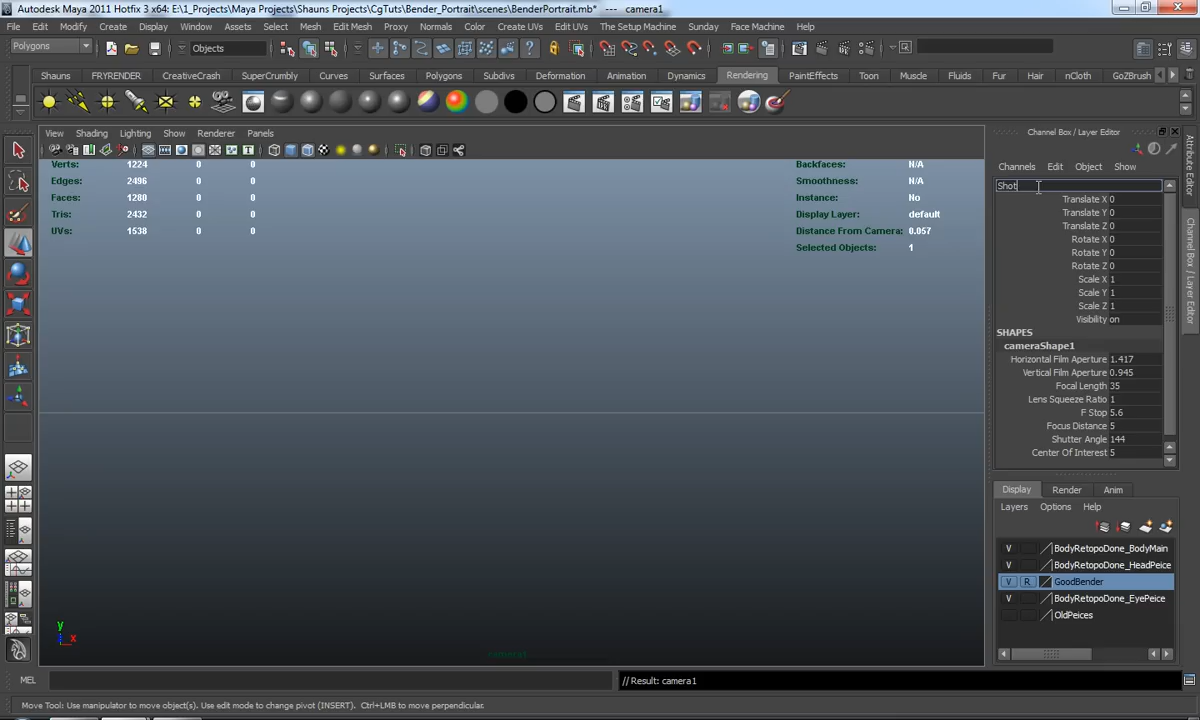 Autodesk Maya 2011 Hotfix 3 x64: E:\1_Projects\Maya Projects\Shauns Projects\CgTuts\Bender_Portrait\scenes\BenderPortrait.mb* --- camera1
File Edit Modify Create Display Window Assets Select Mesh Edit Mesh Proxy Normals Color Create UVs Edit UVs The Setup Machine Sunday Mayaec Help
Polygons Objects
Shauns FRYRENDER CreativeCrash SuperCrumbly Curves Surfaces Polygons Subdivs Deformation Animation Dynamics Rendering PaintEffects Toon Muscle Fluids Fur Hair nCloth GoZBrush
View Shading Lighting Show Renderer Panels
Verts: 1224 0 0
Edges: 2496 0 0
Faces: 1280 0 0
Tris: 2432 0 0
UVs: 1538 0 0
Backfaces: N/A
Smoothness: N/A
Instance: No
Display Layer: default
Distance From Camera: 0.057
Selected Objects: 1
y
x
camera1
Channel Box / Layer Editor
Channels Edit Object Show
Shot
Translate X 0
Translate Y 0
Translate Z 0
Rotate X 0
Rotate Y 0
Rotate Z 0
Scale X 1
Scale Y 1
Scale Z 1
Visibility on
SHAPES
cameraShape1
Horizontal Film Aperture 1.417
Vertical Film Aperture 0.945
Focal Length 35
Lens Squeeze Ratio 1
F Stop 5.6
Focus Distance 5
Shutter Angle 144
Center Of Interest 5
Display Render Anim
Layers Options Help
V BodyRetopoDone_BodyMain
V BodyRetopoDone_HeadPeice
V R GoodBender
V BodyRetopoDone_EyePeice
OldPeices
Attribute Editor
Channel Box / Layer Editor
MEL
// Result: camera1
Move Tool: Use manipulator to move object(s). Use edit mode to change pivot (INSERT). Ctrl+LMB to move perpendicular.